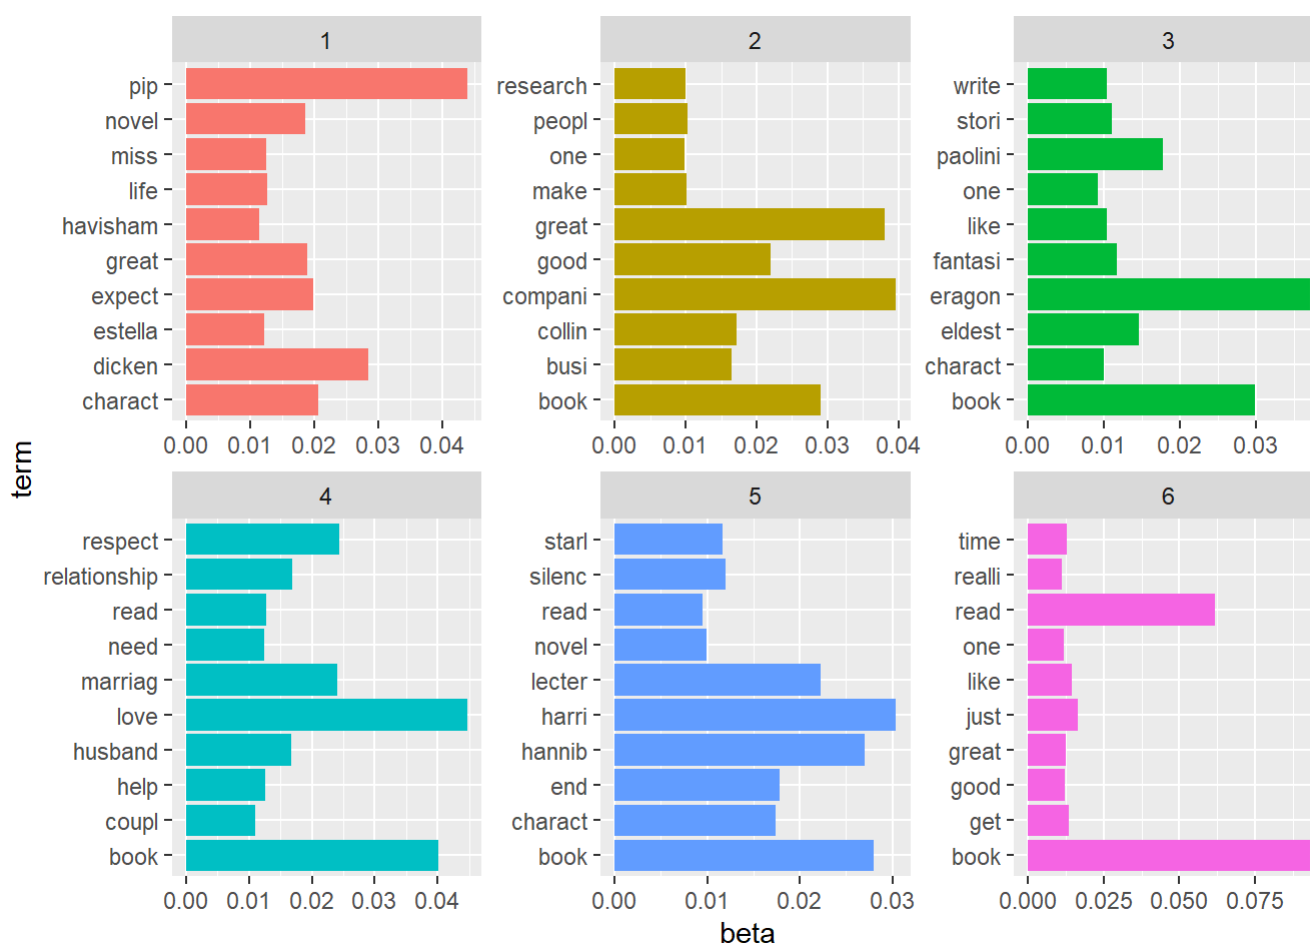 1
pip
novel
miss
life
havisham
great
expect
estella
dicken
charact
0.00 0.01 0.02 0.03 0.04
2
research
peopl
one
make
great
good
compani
collin
busi
book
0.00 0.01 0.02 0.03 0.04
3
write
stori
paolini
one
like
fantasi
eragon
eldest
charact
book
0.00 0.01 0.02 0.03
term
4
respect
relationship
read
need
marriag
love
husband
help
coupl
book
0.00 0.01 0.02 0.03 0.04
5
starl
silenc
read
novel
lecter
harri
hannib
end
charact
book
0.00 0.01 0.02 0.03
6
time
realli
read
one
like
just
great
good
get
book
0.000 0.025 0.050 0.075
beta